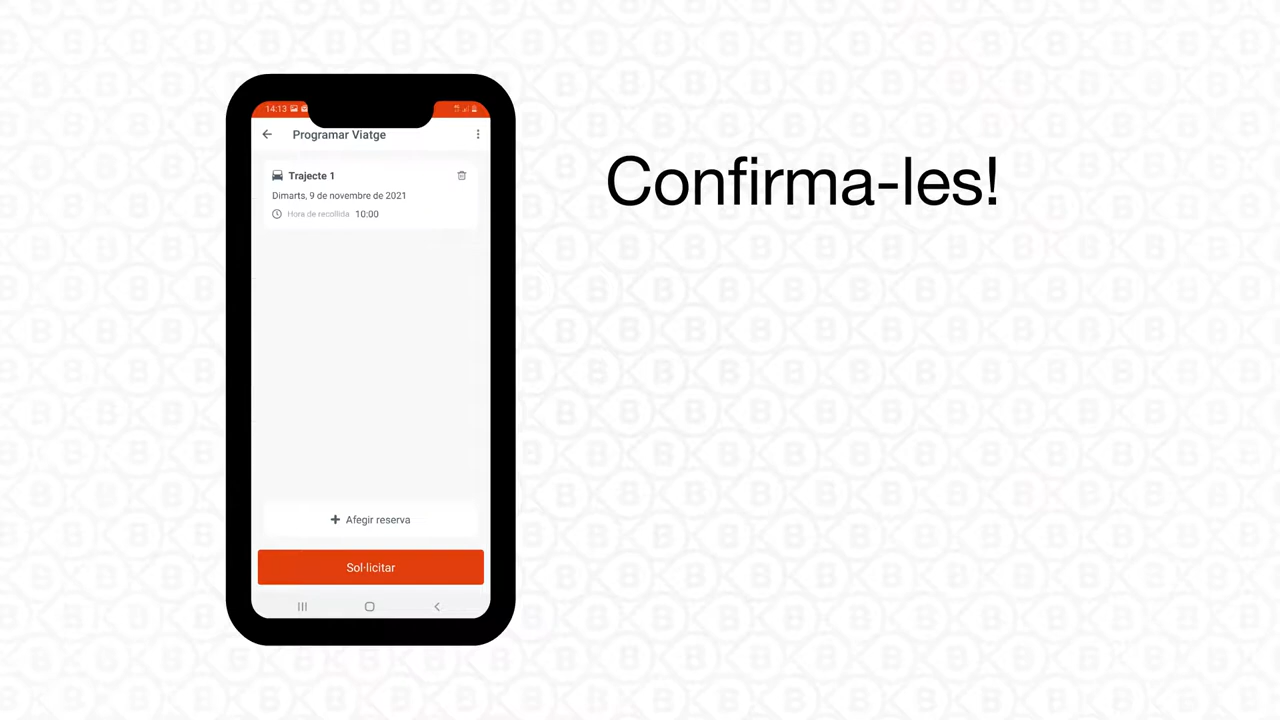 14:13
Programar Viatge
Trajecte 1
Dimarts, 9 de novembre de 2021
Hora de recollida 10:00
Afegir reserva
Sol·licitar
Confirma-les!